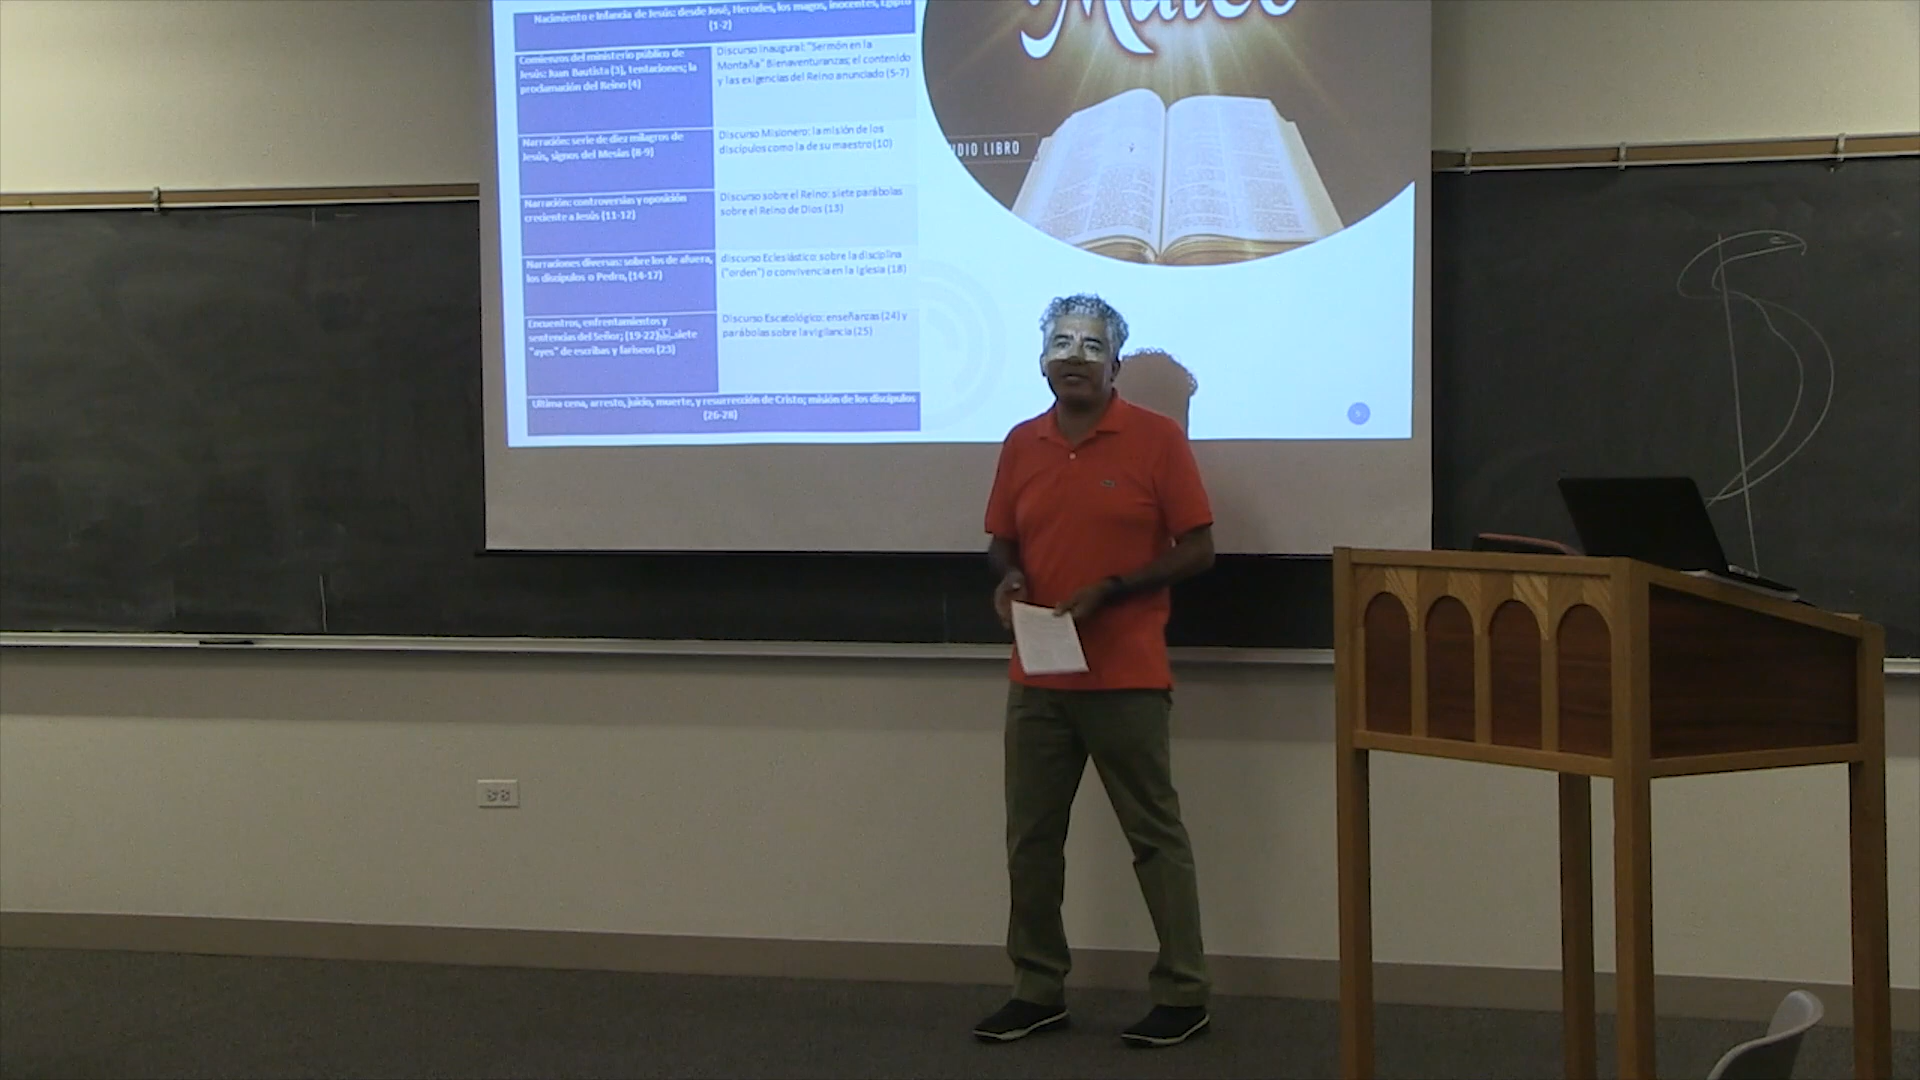 Nacimiento e Infancia de Jesús: desde José, Herodes, los magos, inocentes, Egipto
(1-2)
Comienzos del ministerio público de
Jesús: Juan Bautista (3), tentaciones; la
proclamación del Reino (4)
Discurso Inaugural: "Sermón en la
Montaña" Bienaventuranzas; el contenido
y las exigencias del Reino anunciado (5-7)
Narración: serie de diez milagros de
Jesús, signos del Mesías (8-9)
Discurso Misionero: la misión de los
discípulos como la de su maestro (10)
Narración: controversias y oposición
creciente a Jesús (11-12)
Discurso sobre el Reino: siete parábolas
sobre el Reino de Dios (13)
Narraciones diversas: sobre los de afuera,
los discípulos o Pedro, (14-17)
discurso Eclesiástico: sobre la disciplina
("orden") o convivencia en la Iglesia (18)
Encuentros, enfrentamientos y
sentencias del Señor; (19-22) ...siete
"ayes" de escribas y fariseos (23)
Discurso Escatológico: enseñanzas (24) y
parábolas sobre la vigilancia (25)
Ultima cena, arresto, juicio, muerte, y resurrección de Cristo; misión de los discípulos
(26-28)
Mateo
UDIO LIBRO
5